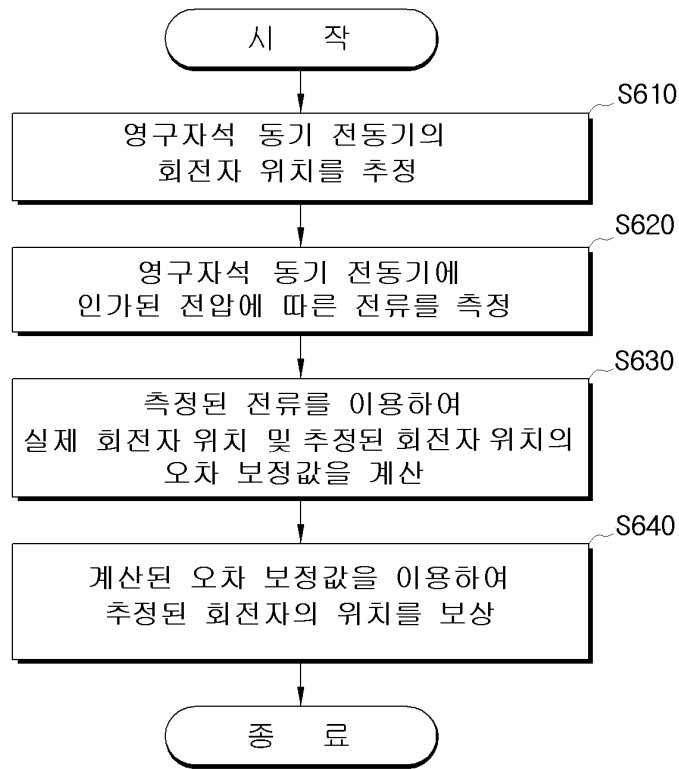 시 작
S610
영구자석 동기 전동기의
회전자 위치를 추정
S620
영구자석 동기 전동기에
인가된 전압에 따른 전류를 측정
S630
측정된 전류를 이용하여
실제 회전자 위치 및 추정된 회전자 위치의
오차 보정값을 계산
S640
계산된 오차 보정값을 이용하여
추정된 회전자의 위치를 보상
종 료